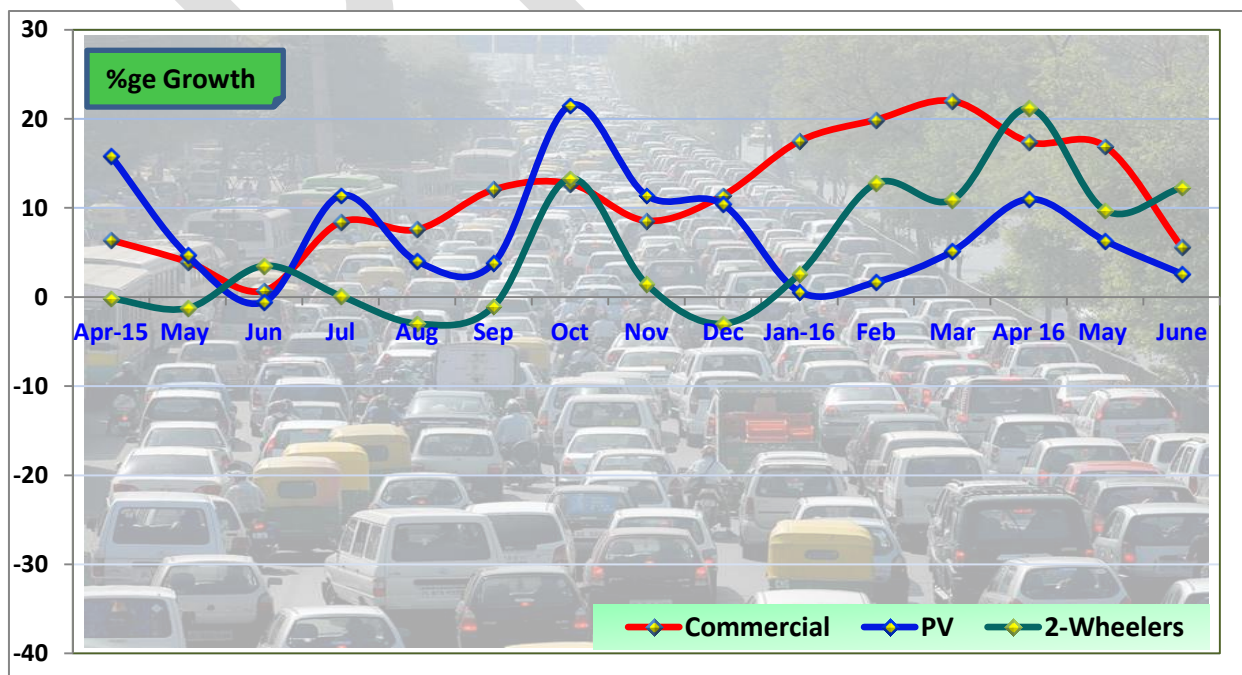 30
%ge Growth
20
10
0
Apr-15 May Jun Jul Aug Sep Oct Nov Dec Jan-16 Feb Mar Apr 16 May June
-10
-20
-30
Commercial PV 2-Wheelers
-40